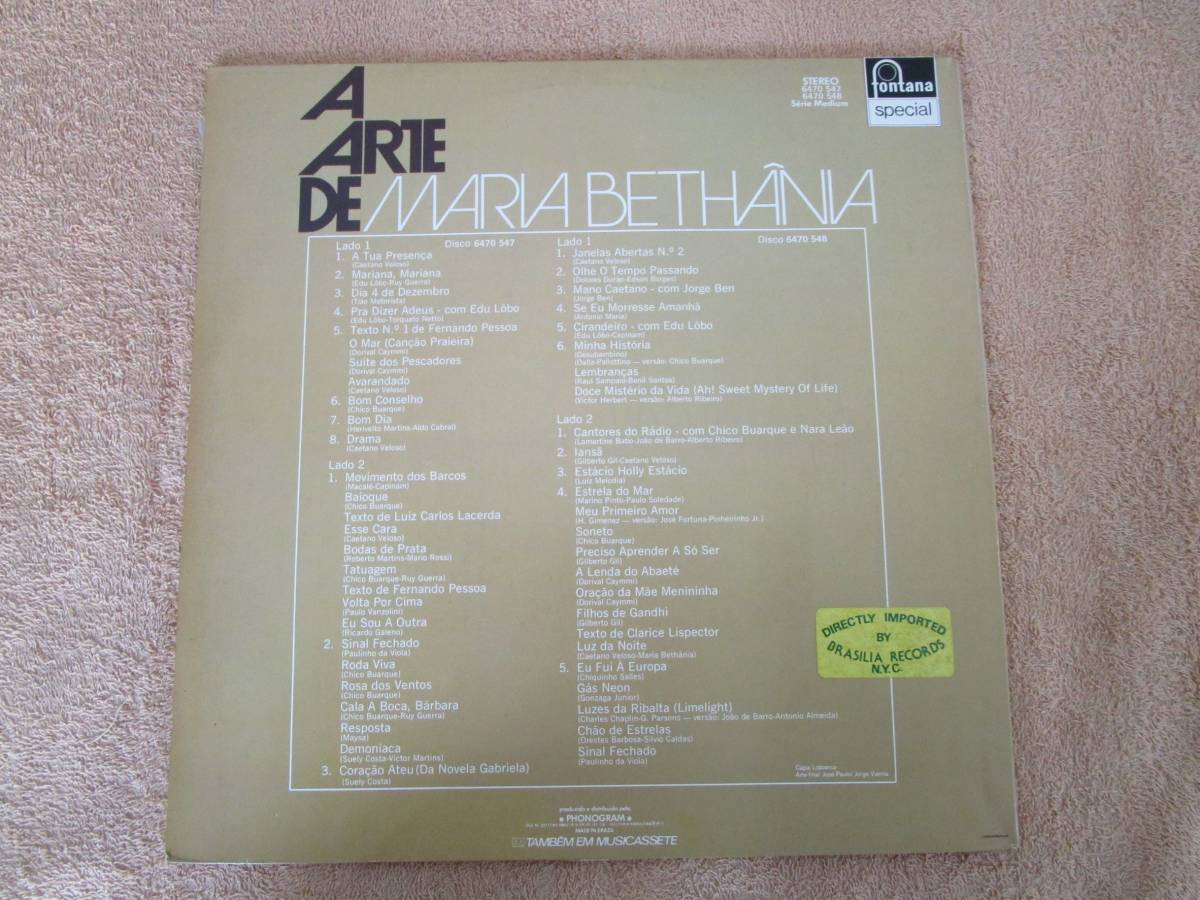 A
ARTE
DE MARIA BETHÂNIA
STEREO
6470 547
6470 548
Série Medium
fontana
special
Lado 1 Disco 6470 547
1. A Tua Presença
(Caetano Veloso)
2. Mariana, Mariana
(Edu Lôbo-Ruy Guerra)
3. Dia 4 de Dezembro
(Tião Motorista)
4. Pra Dizer Adeus - com Edu Lôbo
(Edu Lôbo-Torquato Netto)
5. Texto N.º 1 de Fernando Pessoa
O Mar (Canção Praieira)
(Dorival Caymmi)
Suite dos Pescadores
(Dorival Caymmi)
Avarandado
(Caetano Veloso)
6. Bom Conselho
(Chico Buarque)
7. Bom Dia
(Herivelto Martins-Aldo Cabral)
8. Drama
(Caetano Veloso)
Lado 2
1. Movimento dos Barcos
(Macalé-Capinam)
Baioque
(Chico Buarque)
Texto de Luiz Carlos Lacerda
Esse Cara
(Caetano Veloso)
Bodas de Prata
(Roberto Martins-Mario Rossi)
Tatuagem
(Chico Buarque-Ruy Guerra)
Texto de Fernando Pessoa
Volta Por Cima
(Paulo Vanzolini)
Eu Sou A Outra
(Ricardo Galeno)
2. Sinal Fechado
(Paulinho da Viola)
Roda Viva
(Chico Buarque)
Rosa dos Ventos
(Chico Buarque)
Cala A Boca, Bárbara
(Chico Buarque-Ruy Guerra)
Resposta
(Maysa)
Demoníaca
(Suely Costa-Victor Martins)
3. Coração Ateu (Da Novela Gabriela)
(Suely Costa)
Lado 1 Disco 6470 548
1. Janelas Abertas N.º 2
(Caetano Veloso)
2. Olhe O Tempo Passando
(Dolores Duran-Edson Borges)
3. Mano Caetano - com Jorge Ben
(Jorge Ben)
4. Se Eu Morresse Amanhã
(Antonio Maria)
5. Cirandeiro - com Edu Lôbo
(Edu Lôbo-Capinam)
6. Minha História
(Gesubambino)
(Dalla-Pallottino — versão: Chico Buarque)
Lembranças
(Raul Sampaio-Benil Santos)
Doce Mistério da Vida (Ah! Sweet Mystery Of Life)
(Victor Herbert — versão: Alberto Ribeiro)
Lado 2
1. Cantores do Rádio - com Chico Buarque e Nara Leão
(Lamartine Babo-João de Barro-Alberto Ribeiro)
2. Iansã
(Gilberto Gil-Caetano Veloso)
3. Estácio Holly Estácio
(Luiz Melodia)
4. Estrela do Mar
(Marino Pinto-Paulo Soledade)
Meu Primeiro Amor
(H. Gimenez — versão: José Fortuna-Pinheirinho Jr.)
Soneto
(Chico Buarque)
Preciso Aprender A Só Ser
(Gilberto Gil)
A Lenda do Abaeté
(Dorival Caymmi)
Oração da Mãe Menininha
(Dorival Caymmi)
Filhos de Gandhi
(Gilberto Gil)
Texto de Clarice Lispector
Luz da Noite
(Caetano Veloso-Maria Bethânia)
5. Eu Fui À Europa
(Chiquinho Salles)
Gás Neon
(Gonzaga Junior)
Luzes da Ribalta (Limelight)
(Charles Chaplin-G. Parsons — versão: João de Barro-Antonio Almeida)
Chão de Estrelas
(Orestes Barbosa-Silvio Caldas)
Sinal Fechado
(Paulinho da Viola)
DIRECTLY IMPORTED
BY
BRASILIA RECORDS
N.Y.C.
Capa
Arte-final José Paulo/Jorge Vianna
produzido e distribuido pela
PHONOGRAM
MADE IN BRAZIL
TAMBÉM EM MUSICASSETE